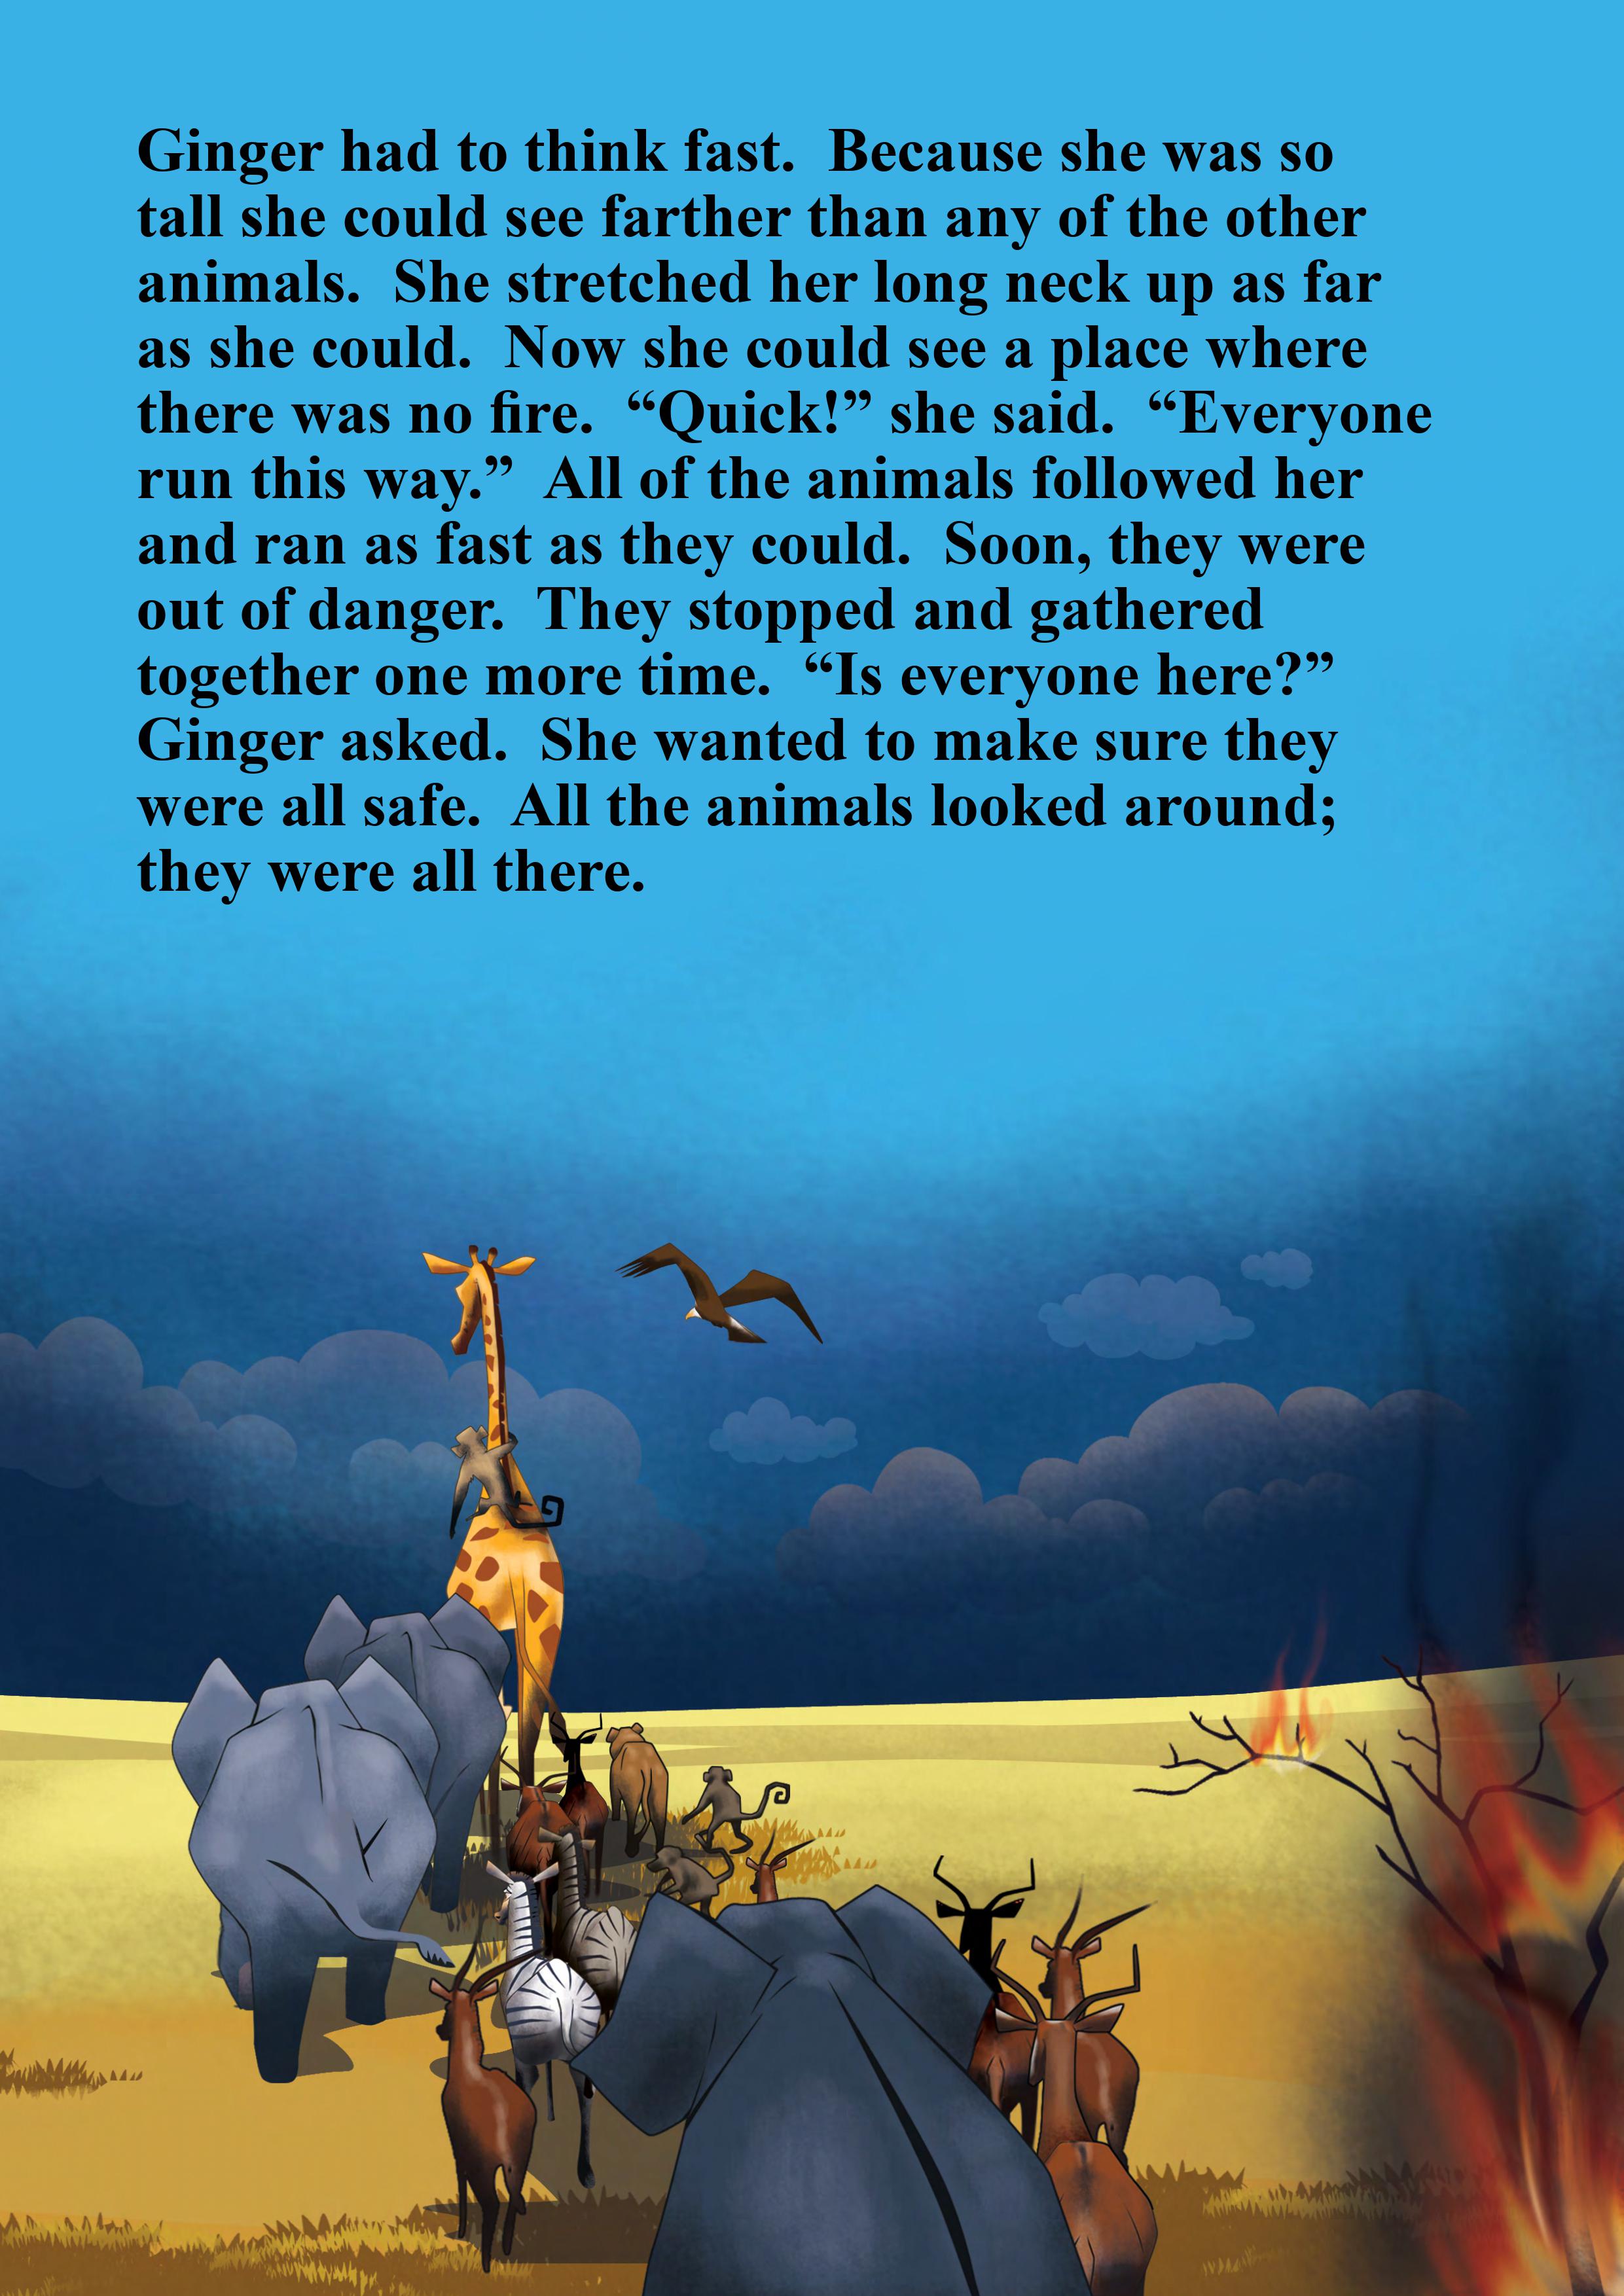 Ginger had to think fast.  Because she was so
tall she could see farther than any of the other
animals.  She stretched her long neck up as far
as she could.  Now she could see a place where
there was no fire.  “Quick!” she said.  “Everyone
run this way.”  All of the animals followed her
and ran as fast as they could.  Soon, they were
out of danger.  They stopped and gathered
together one more time.  “Is everyone here?”
Ginger asked.  She wanted to make sure they
were all safe.  All the animals looked around;
they were all there.